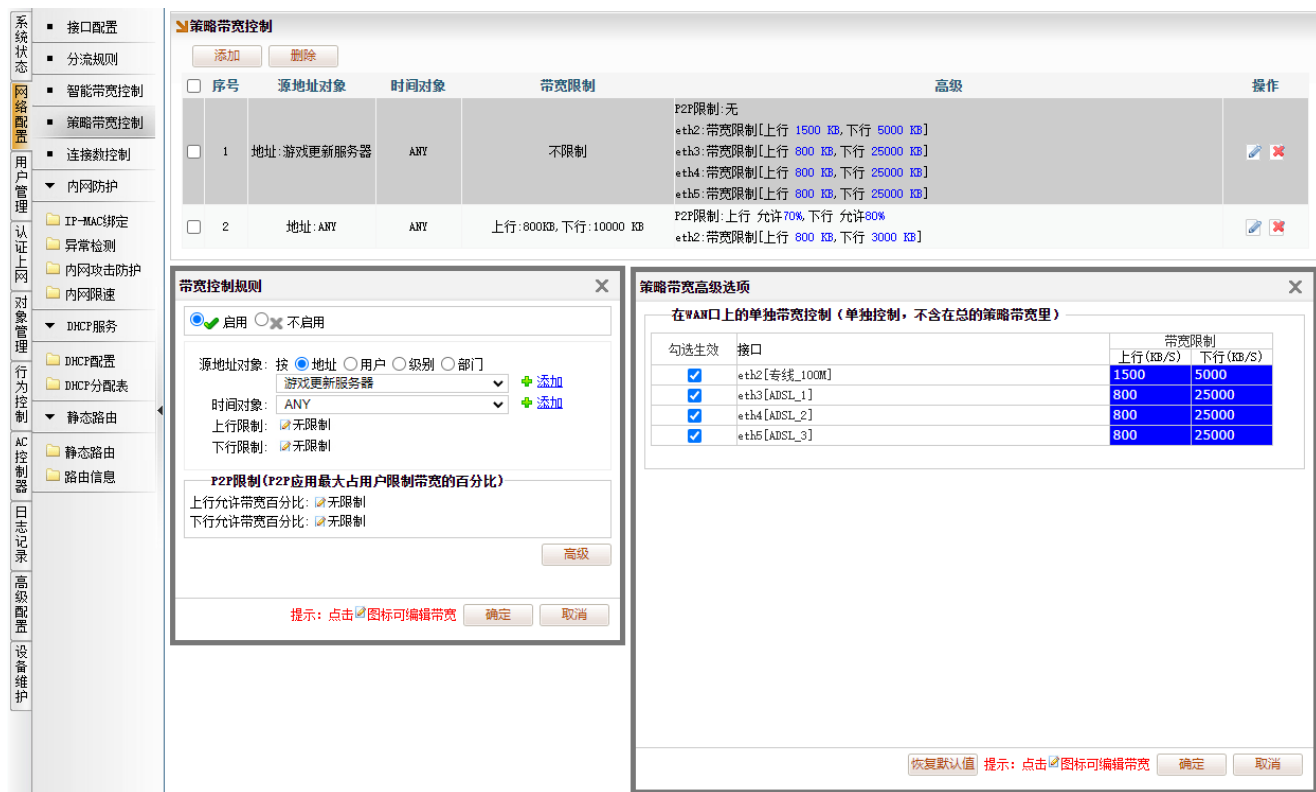 系统状态
网络配置
用户管理
认证上网
对象管理
行为控制
AC控制器
日志记录
高级配置
设备维护
接口配置
分流规则
智能带宽控制
策略带宽控制
连接数控制
内网防护
IP-MAC绑定
异常检测
内网攻击防护
内网限速
DHCP服务
DHCP配置
DHCP分配表
静态路由
静态路由
路由信息
策略带宽控制
添加 删除
序号 源地址对象 时间对象 带宽限制 高级 操作
P2P限制:无
eth2:带宽限制[上行 1500 KB,下行 5000 KB]
1 地址:游戏更新服务器 ANY 不限制 eth3:带宽限制[上行 800 KB,下行 25000 KB]
eth4:带宽限制[上行 800 KB,下行 25000 KB]
eth5:带宽限制[上行 800 KB,下行 25000 KB]
2 地址:ANY ANY 上行:800KB,下行:10000 KB P2P限制:上行 允许70%,下行 允许80%
eth2:带宽限制[上行 800 KB,下行 3000 KB]
带宽控制规则
启用 不启用
源地址对象: 按 地址 用户 级别 部门
游戏更新服务器 添加
时间对象: ANY 添加
上行限制: 无限制
下行限制: 无限制
P2P限制(P2P应用最大占用户限制带宽的百分比)
上行允许带宽百分比: 无限制
下行允许带宽百分比: 无限制
高级
提示: 点击图标可编辑带宽 确定 取消
策略带宽高级选项
在WAN口上的单独带宽控制(单独控制，不含在总的策略带宽里)
勾选生效 接口 带宽限制
上行(KB/S) 下行(KB/S)
eth2[专线_100M] 1500 5000
eth3[ADSL_1] 800 25000
eth4[ADSL_2] 800 25000
eth5[ADSL_3] 800 25000
恢复默认值 提示: 点击图标可编辑带宽 确定 取消